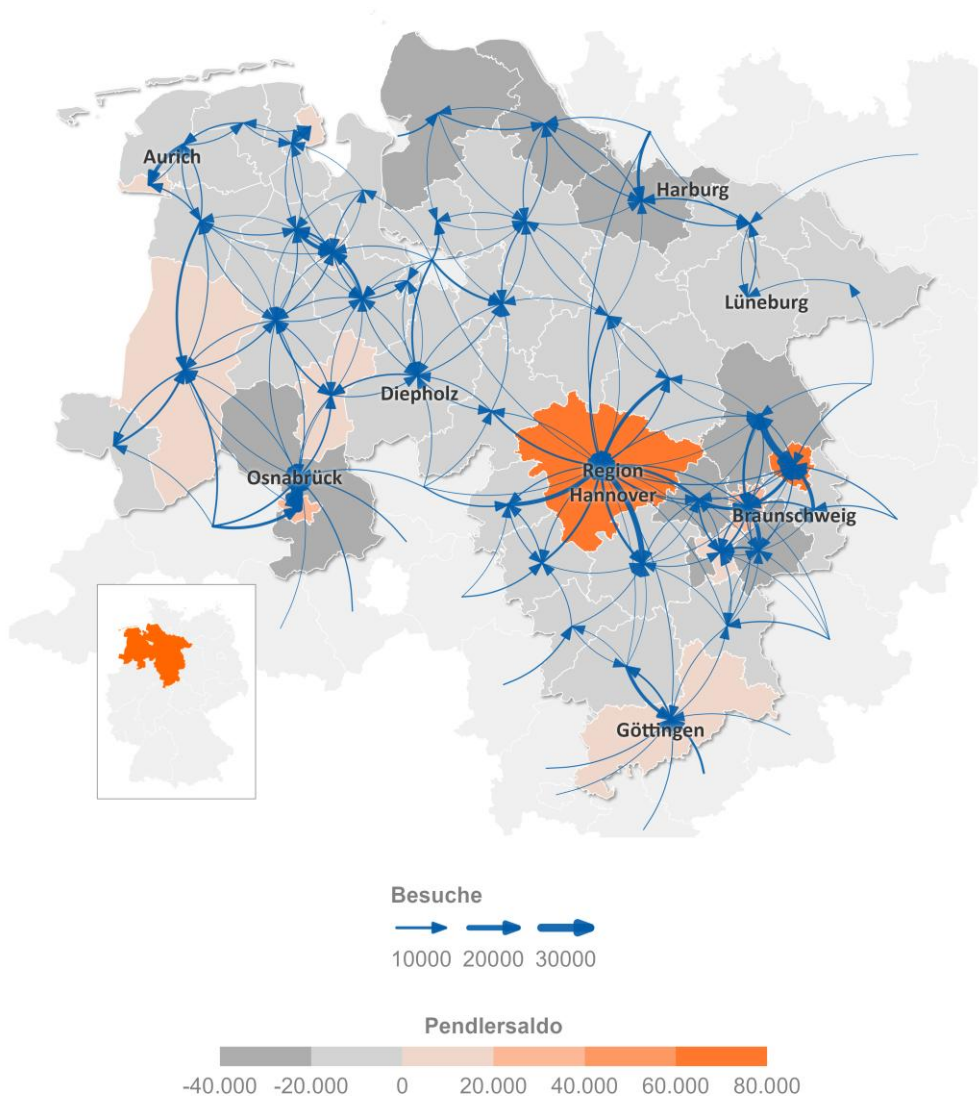 Aurich
Harburg
Lüneburg
Diepholz
Osnabrück
Region
Hannover
Braunschweig
Göttingen
Besuche
10000 20000 30000
Pendlersaldo
-40.000 -20.000 0 20.000 40.000 60.000 80.000